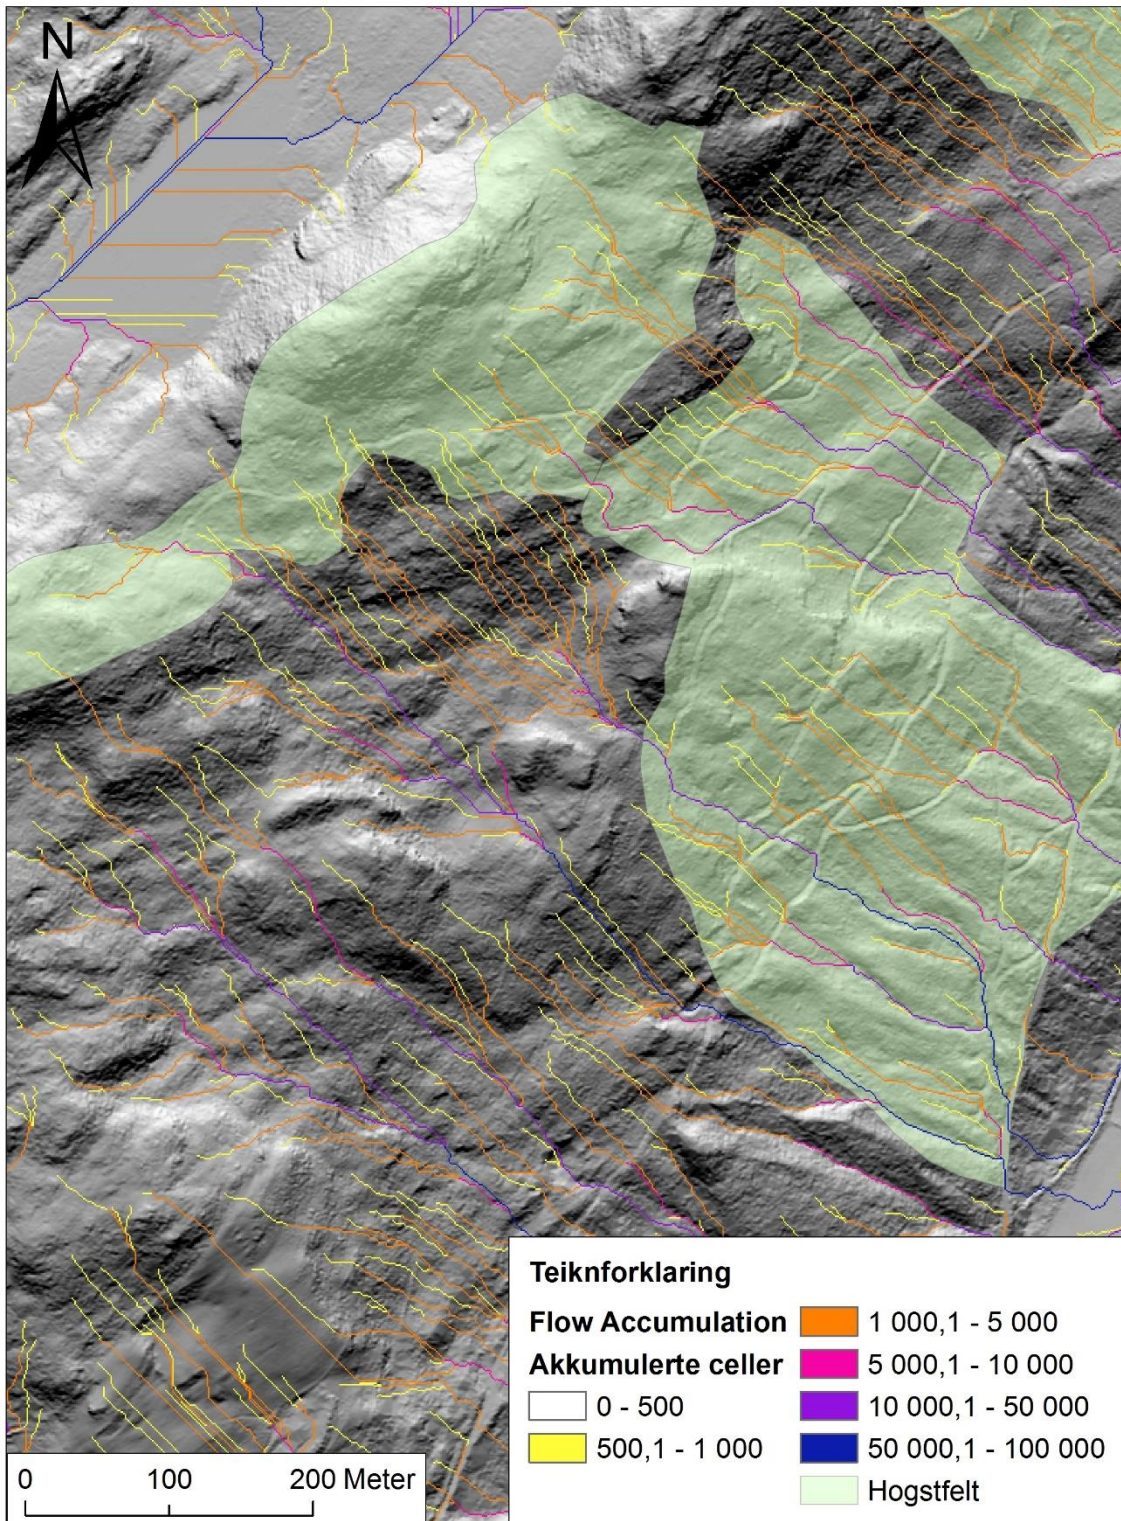 N
Teiknforklaring
Flow Accumulation
Akkumulerte celler
0 - 500
500,1 - 1 000
1 000,1 - 5 000
5 000,1 - 10 000
10 000,1 - 50 000
50 000,1 - 100 000
Hogstfelt
0 100 200 Meter